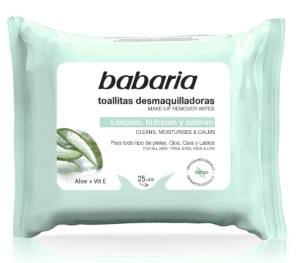 babaria
toallitas desmaquilladoras
MAKE-UP REMOVER WIPES
Limpian, hidratan y calman
CLEANS, MOISTURISES & CALMS
Para todo tipo de pieles. Ojos, Cara y Labios
FOR ALL SKIN TYPES. EYES, FACE & LIPS
Aloe + Vit E
25 Uds